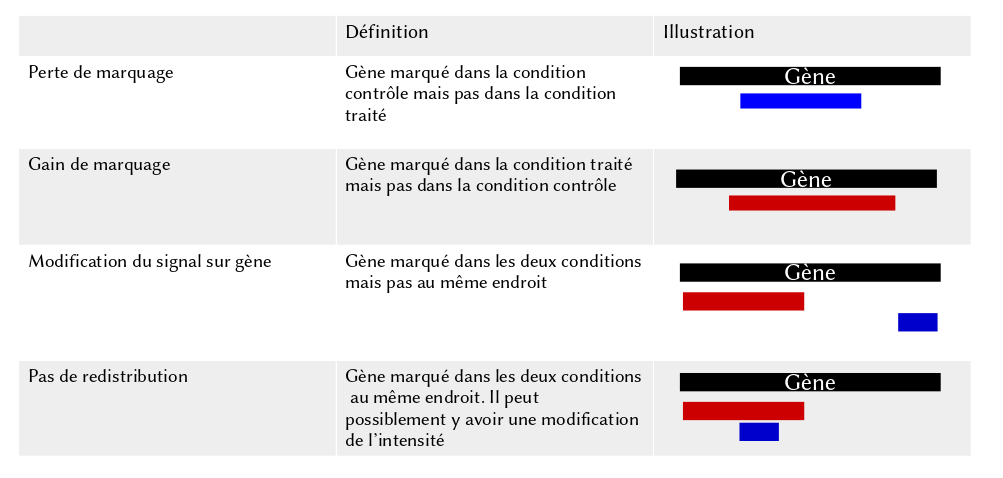 Définition
Illustration
Perte de marquage
Gène marqué dans la condition
contrôle mais pas dans la condition
traité
Gène
Gain de marquage
Gène marqué dans la condition traité
mais pas dans la condition contrôle
Gène
Modification du signal sur gène
Gène marqué dans les deux conditions
mais pas au même endroit
Gène
Pas de redistribution
Gène marqué dans les deux conditions
au même endroit. Il peut
possiblement y avoir une modification
de l'intensité
Gène